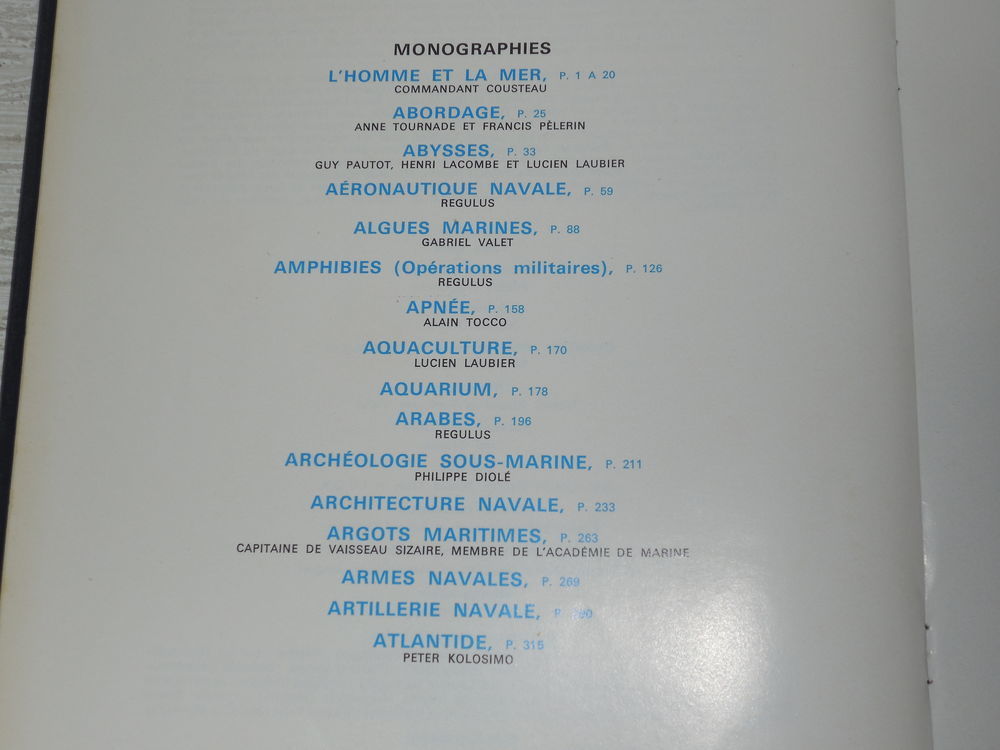 MONOGRAPHIES
L'HOMME ET LA MER, P. 1 A 20
COMMANDANT COUSTEAU
ABORDAGE, P. 25
ANNE TOURNADE ET FRANCIS PÈLERIN
ABYSSES, P. 33
GUY PAUTOT, HENRI LACOMBE ET LUCIEN LAUBIER
AÉRONAUTIQUE NAVALE, P. 59
REGULUS
ALGUES MARINES, P. 88
GABRIEL VALET
AMPHIBIES (Opérations militaires), P. 126
REGULUS
APNÉE, P. 158
ALAIN TOCCO
AQUACULTURE, P. 170
LUCIEN LAUBIER
AQUARIUM, P. 178
ARABES, P. 196
REGULUS
ARCHÉOLOGIE SOUS-MARINE, P. 211
PHILIPPE DIOLÉ
ARCHITECTURE NAVALE, P. 233
ARGOTS MARITIMES, P. 263
CAPITAINE DE VAISSEAU SIZAIRE, MEMBRE DE L'ACADÉMIE DE MARINE
ARMES NAVALES, P. 269
ARTILLERIE NAVALE, P.
ATLANTIDE, P. 315
PETER KOLOSIMO